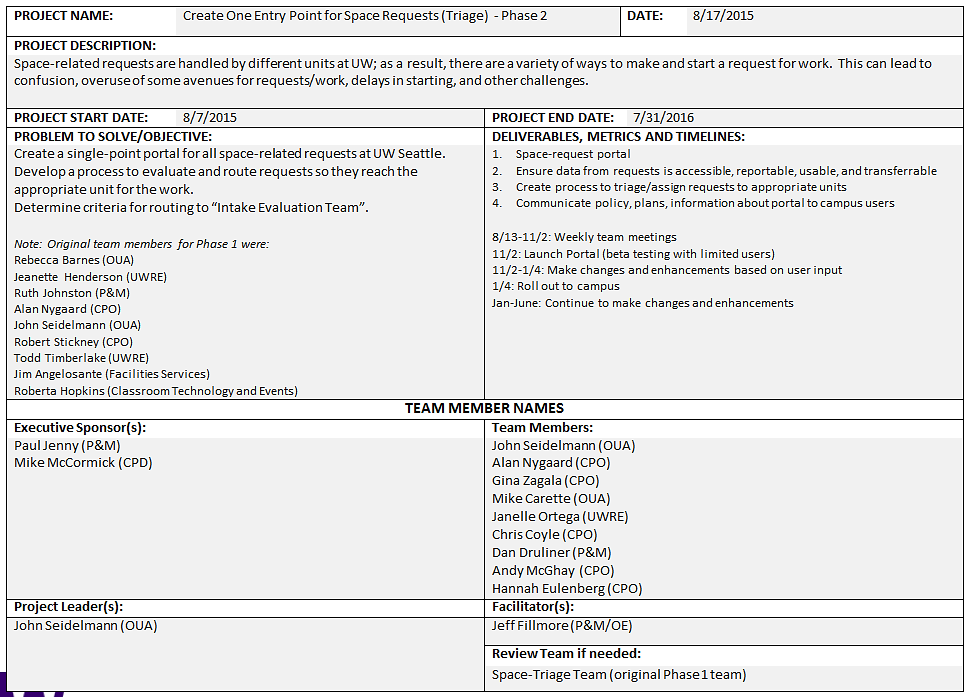 PROJECT NAME: Create One Entry Point for Space Requests (Triage) - Phase 2 DATE: 8/17/2015
PROJECT DESCRIPTION:
Space-related requests are handled by different units at UW; as a result, there are a variety of ways to make and start a request for work. This can lead to
confusion, overuse of some avenues for requests/work, delays in starting, and other challenges.
PROJECT START DATE: 8/7/2015
PROJECT END DATE: 7/31/2016
PROBLEM TO SOLVE/OBJECTIVE:
Create a single-point portal for all space-related requests at UW Seattle.
Develop a process to evaluate and route requests so they reach the
appropriate unit for the work.
Determine criteria for routing to “Intake Evaluation Team”.
Note: Original team members for Phase 1 were:
Rebecca Barnes (OUA)
Jeanette Henderson (UWRE)
Ruth Johnston (P&M)
Alan Nygaard (CPO)
John Seidelmann (OUA)
Robert Stickney (CPO)
Todd Timberlake (UWRE)
Jim Angelosante (Facilities Services)
Roberta Hopkins (Classroom Technology and Events)
DELIVERABLES, METRICS AND TIMELINES:
1. Space-request portal
2. Ensure data from requests is accessible, reportable, usable, and transferrable
3. Create process to triage/assign requests to appropriate units
4. Communicate policy, plans, information about portal to campus users
8/13-11/2: Weekly team meetings
11/2: Launch Portal (beta testing with limited users)
11/2-1/4: Make changes and enhancements based on user input
1/4: Roll out to campus
Jan-June: Continue to make changes and enhancements
TEAM MEMBER NAMES
Executive Sponsor(s):
Paul Jenny (P&M)
Mike McCormick (CPD)
Team Members:
John Seidelmann (OUA)
Alan Nygaard (CPO)
Gina Zagala (CPO)
Mike Carette (OUA)
Janelle Ortega (UWRE)
Chris Coyle (CPO)
Dan Druliner (P&M)
Andy McGhay (CPO)
Hannah Eulenberg (CPO)
Project Leader(s):
John Seidelmann (OUA)
Facilitator(s):
Jeff Fillmore (P&M/OE)
Review Team if needed:
Space-Triage Team (original Phase 1 team)